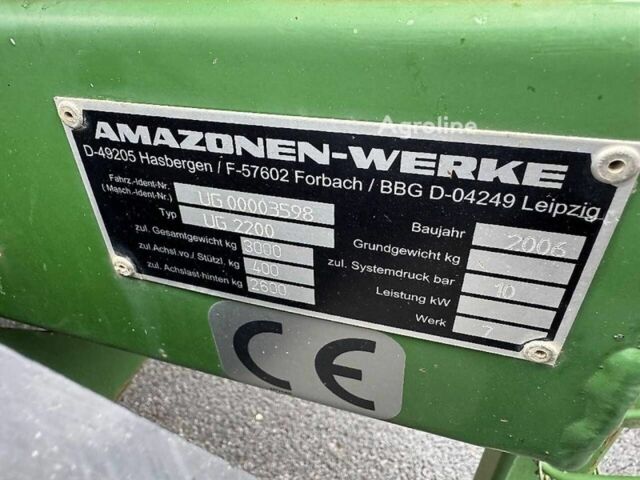 Agroline
AMAZONEN-WERKE
D-49205 Hasbergen / F-57602 Forbach / BBG D-04249 Leipzig
Fahrz.-Ident-Nr.
(Masch.-Ident-Nr.) UG 00003598
Typ UG 2200
zul. Gesamtgewicht kg 3000
zul. Achsl.vo./ Stützl. kg 400
zul. Achslast-hinten kg 2600
Baujahr 2006
Grundgewicht kg
zul. Systemdruck bar 10
Leistung kW
Werk 7
CE